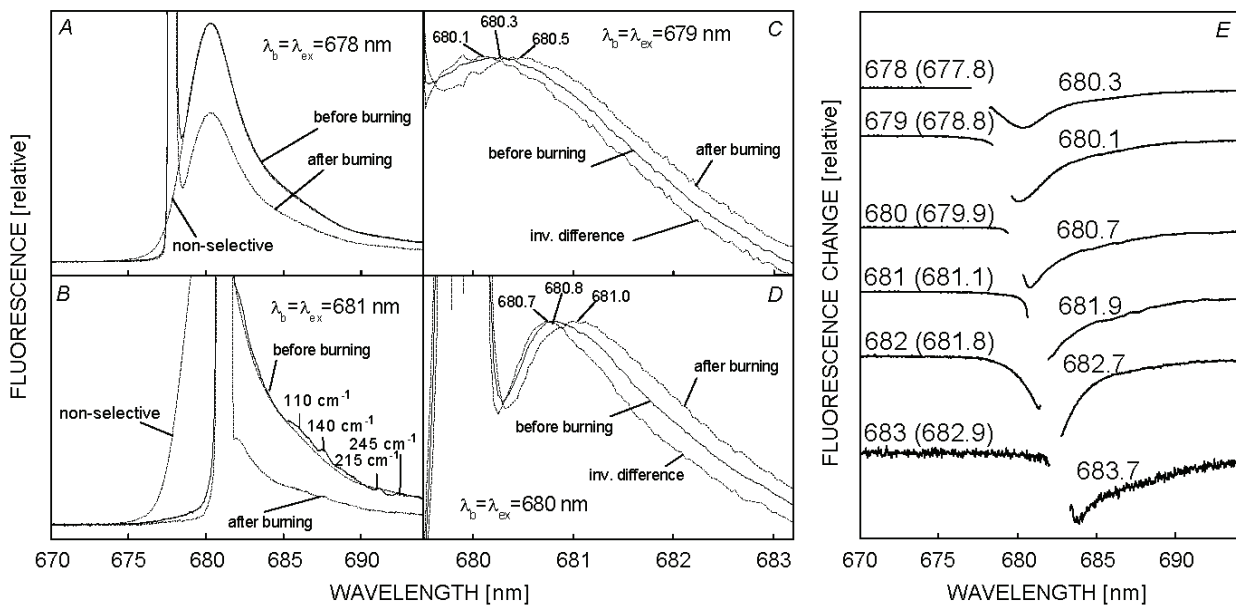 FLUORESCENCE [relative]
A
λb=λex=678 nm
before burning
after burning
non-selective
B
λb=λex=681 nm
before burning
non-selective
110 cm-1
140 cm-1
245 cm-1
215 cm-1
after burning
C
680.1
680.3
680.5
λb=λex=679 nm
before burning
after burning
inv. difference
D
680.7
680.8
681.0
after burning
before burning
inv. difference
λb=λex=680 nm
670 675 680 685 690
680 681 682 683
WAVELENGTH [nm]
FLUORESCENCE CHANGE [relative]
E
678 (677.8)
680.3
679 (678.8)
680.1
680 (679.9)
680.7
681 (681.1)
681.9
682 (681.8)
682.7
683 (682.9)
683.7
670 675 680 685 690
WAVELENGTH [nm]